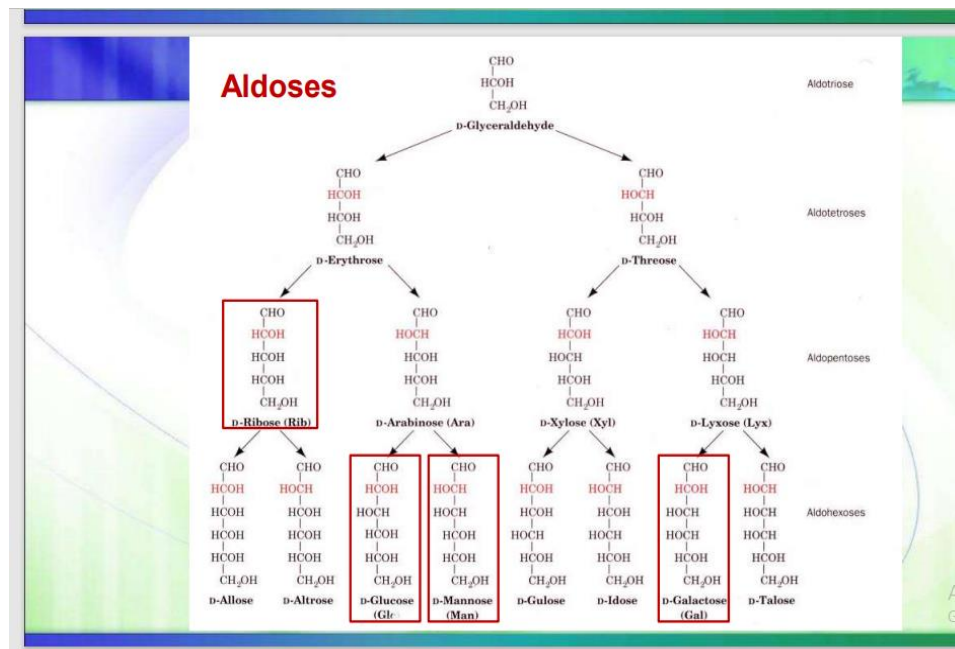 Aldoses
CHO
HCOH
CH₂OH
D-Glyceraldehyde
Aldotriose
CHO
HCOH
HCOH
CH₂OH
D-Erythrose
CHO
HOCH
HCOH
CH₂OH
D-Threose
Aldotetroses
CHO
HCOH
HCOH
HCOH
CH₂OH
D-Ribose (Rib)
CHO
HOCH
HCOH
HCOH
CH₂OH
D-Arabinose (Ara)
CHO
HCOH
HOCH
HCOH
CH₂OH
D-Xylose (Xyl)
CHO
HOCH
HOCH
HCOH
CH₂OH
D-Lyxose (Lyx)
Aldopentoses
CHO
HCOH
HCOH
HCOH
HCOH
CH₂OH
D-Allose
CHO
HOCH
HCOH
HCOH
HCOH
CH₂OH
D-Altrose
CHO
HCOH
HOCH
HCOH
HCOH
CH₂OH
D-Glucose
(Glc)
CHO
HOCH
HOCH
HCOH
HCOH
CH₂OH
D-Mannose
(Man)
CHO
HCOH
HCOH
HOCH
HCOH
CH₂OH
D-Gulose
CHO
HOCH
HCOH
HOCH
HCOH
CH₂OH
D-Idose
CHO
HCOH
HOCH
HOCH
HCOH
CH₂OH
D-Galactose
(Gal)
CHO
HOCH
HOCH
HOCH
HCOH
CH₂OH
D-Talose
Aldohexoses